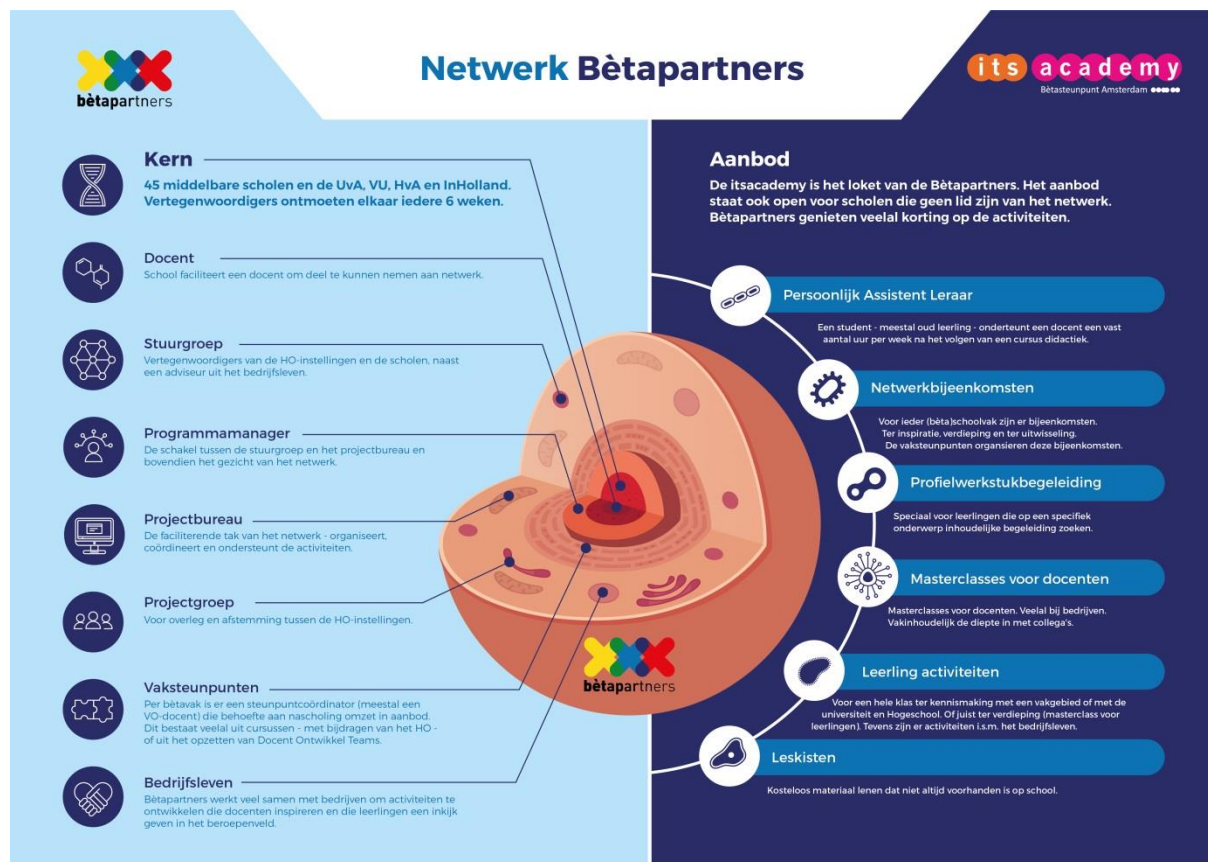 bètapartners
Netwerk Bètapartners
its academy
Bètasteunpunt Amsterdam
Kern
45 middelbare scholen en de UvA, VU, HvA en InHolland.
Vertegenwoordigers ontmoeten elkaar iedere 6 weken.
Docent
School faciliteert een docent om deel te kunnen nemen aan netwerk.
Stuurgroep
Vertegenwoordigers van de HO-instellingen en de scholen, naast
een adviseur uit het bedrijfsleven.
Programmamanager
De schakel tussen de stuurgroep en het projectbureau en
bovendien het gezicht van het netwerk.
Projectbureau
De faciliterende tak van het netwerk - organiseert,
coördineert en ondersteunt de activiteiten.
Projectgroep
Voor overleg en afstemming tussen de HO-instellingen.
Vaksteunpunten
Per bètavak is er een steunpuntcoördinator (meestal een
VO-docent) die behoefte aan nascholing omzet in aanbod.
Dit bestaat veelal uit cursussen - met bijdragen van het HO -
of uit het opzetten van Docent Ontwikkel Teams.
Bedrijfsleven
Bètapartners werkt veel samen met bedrijven om activiteiten te
ontwikkelen die docenten inspireren en die leerlingen een inkijk
geven in het beroepenveld.
bètapartners
Aanbod
De itsacademy is het loket van de Bètapartners. Het aanbod
staat ook open voor scholen die geen lid zijn van het netwerk.
Bètapartners genieten veelal korting op de activiteiten.
Persoonlijk Assistent Leraar
Een student - meestal oud leerling - onderteunt een docent een vast
aantal uur per week na het volgen van een cursus didactiek.
Netwerkbijeenkomsten
Voor ieder (bèta)schoolvak zijn er bijeenkomsten.
Ter inspiratie, verdieping en ter uitwisseling.
De vaksteunpunten organsieren deze bijeenkomsten.
Profielwerkstukbegeleiding
Speciaal voor leerlingen die op een specifiek
onderwerp inhoudelijke begeleiding zoeken.
Masterclasses voor docenten
Masterclasses voor docenten. Veelal bij bedrijven.
Vakinhoudelijk de diepte in met collega's.
Leerling activiteiten
Voor een hele klas ter kennismaking met een vakgebied of met de
universiteit en Hogeschool. Of juist ter verdieping (masterclass voor
leerlingen). Tevens zijn er activiteiten i.s.m. het bedrijfsleven.
Leskisten
Kosteloos materiaal lenen dat niet altijd voorhanden is op school.